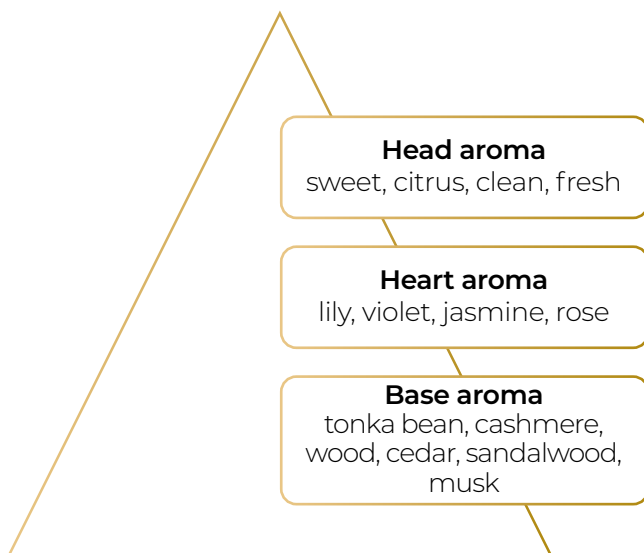 Head aroma
sweet, citrus, clean, fresh
Heart aroma
lily, violet, jasmine, rose
Base aroma
tonka bean, cashmere,
wood, cedar, sandalwood,
musk